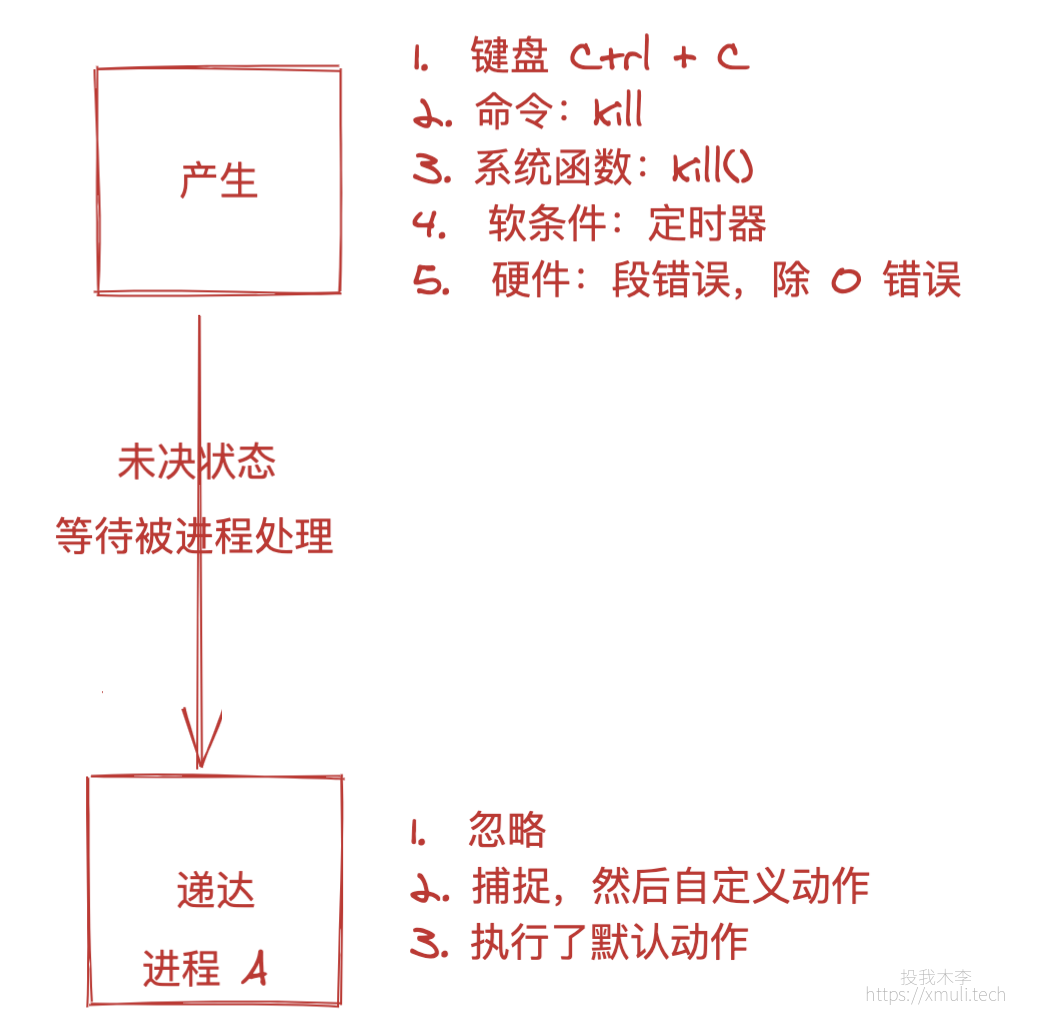 1. 键盘 Ctrl + C
2. 命令：kill
3. 系统函数：kill()
4. 软条件：定时器
5. 硬件：段错误，除 0 错误
产生
未决状态
等待被进程处理
递达
进程 A
1. 忽略
2. 捕捉，然后自定义动作
3. 执行了默认动作
投我木李
https://xmuli.tech